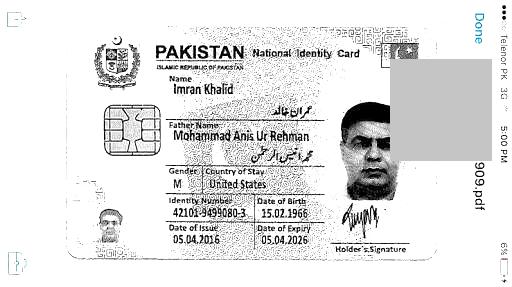 PAKISTAN National Identity Card
ISLAMIC REPUBLIC OF PAKISTAN
Name
Imran Khalid
عمران خالد
Father Name
Mohammad Anis Ur Rehman
محمد انیس الرحمٰن
Gender Country of Stay
M United States
Identity Number Date of Birth
42101-9499080-3 15.02.1966
Date of Issue Date of Expiry
05.04.2016 05.04.2026
Holder's Signature
Done
909.pdf
Telenor PK 3G
5:00 PM
6%